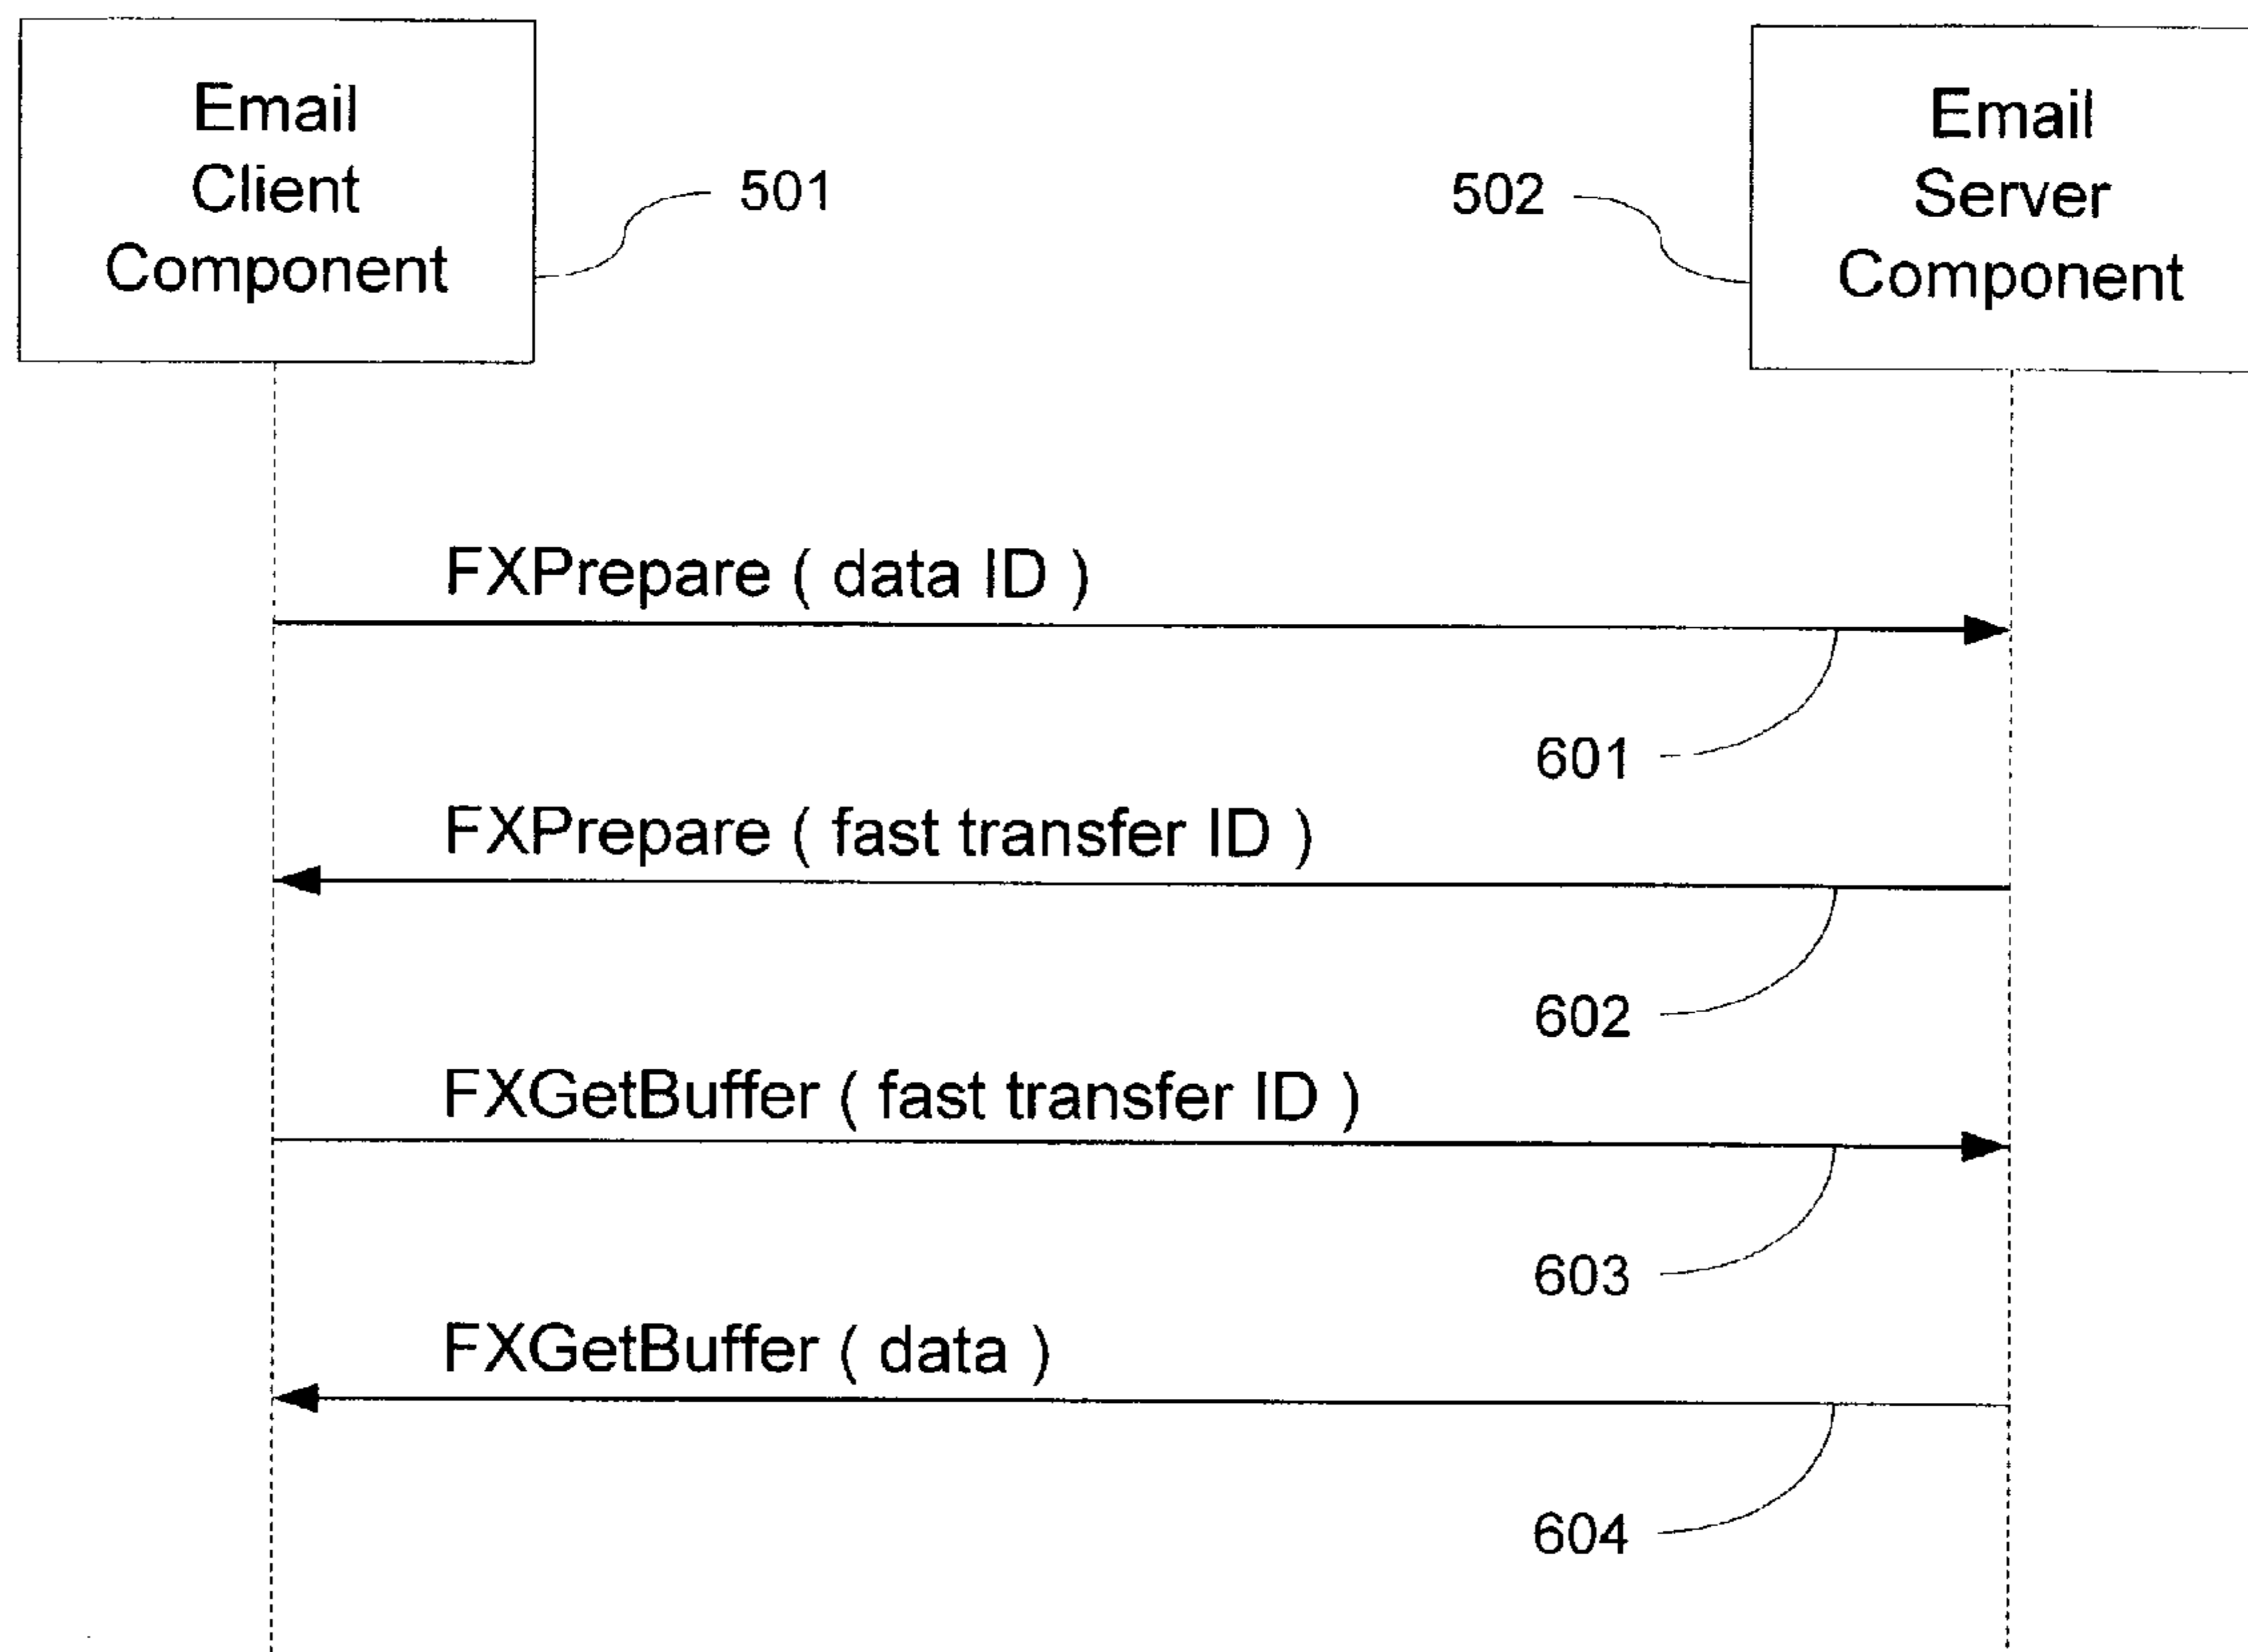 Email
Client
Component
501
502
Email
Server
Component
FXPrepare ( data ID )
601
FXPrepare ( fast transfer ID )
602
FXGetBuffer ( fast transfer ID )
603
FXGetBuffer ( data )
604